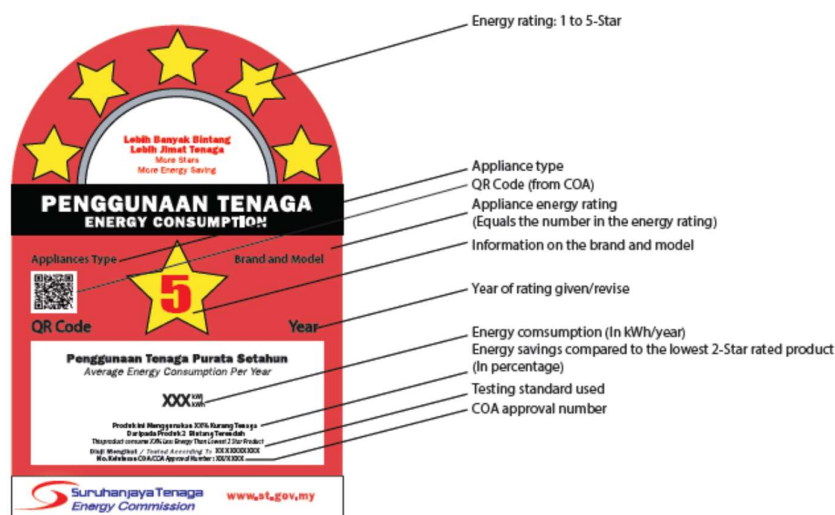 Energy rating: 1 to 5-Star
Lebih Banyak Bintang
Lebih Jimat Tenaga
More Stars
More Energy Saving
PENGGUNAAN TENAGA
ENERGY CONSUMPTION
Appliances Type
Brand and Model
5
QR Code
Year
Penggunaan Tenaga Purata Setahun
Average Energy Consumption Per Year
XXX kWj kWh
Produk ini Menggunakan XX% Kurang Tenaga
Daripada Produk 2 Bintang Terendah
This product consume XX% Less Energy Than Lowest 2 Star Product
Diuji Mengikut / Tested According To XXXXXXXXXX
No. Kelulusan COA/COA Approval Number : XX/XXXX
Suruhanjaya Tenaga
Energy Commission
www.st.gov.my
Appliance type
QR Code (from COA)
Appliance energy rating
(Equals the number in the energy rating)
Information on the brand and model
Year of rating given/revise
Energy comsumption (In kWh/year)
Energy savings compared to the lowest 2-Star rated product
(In percentage)
Testing standard used
COA approval number